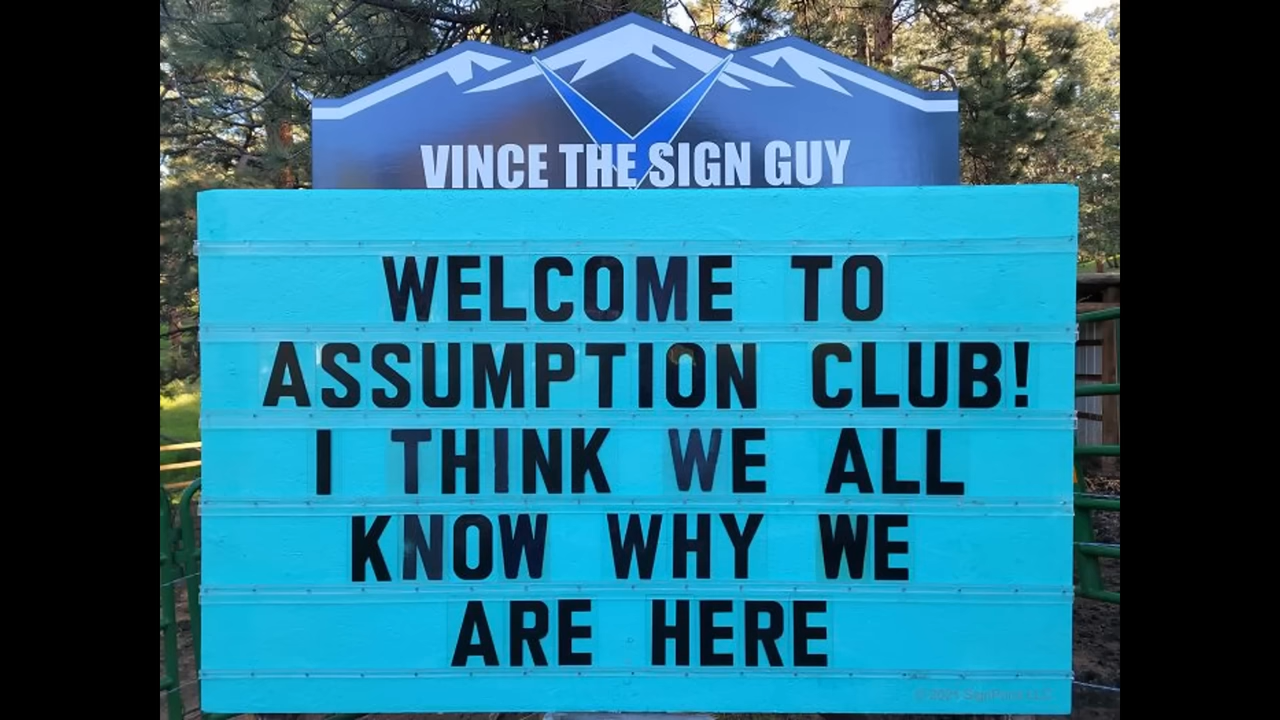 VINCE THE SIGN GUY
WELCOME TO
ASSUMPTION CLUB!
I THINK WE ALL
KNOW WHY WE
ARE HERE